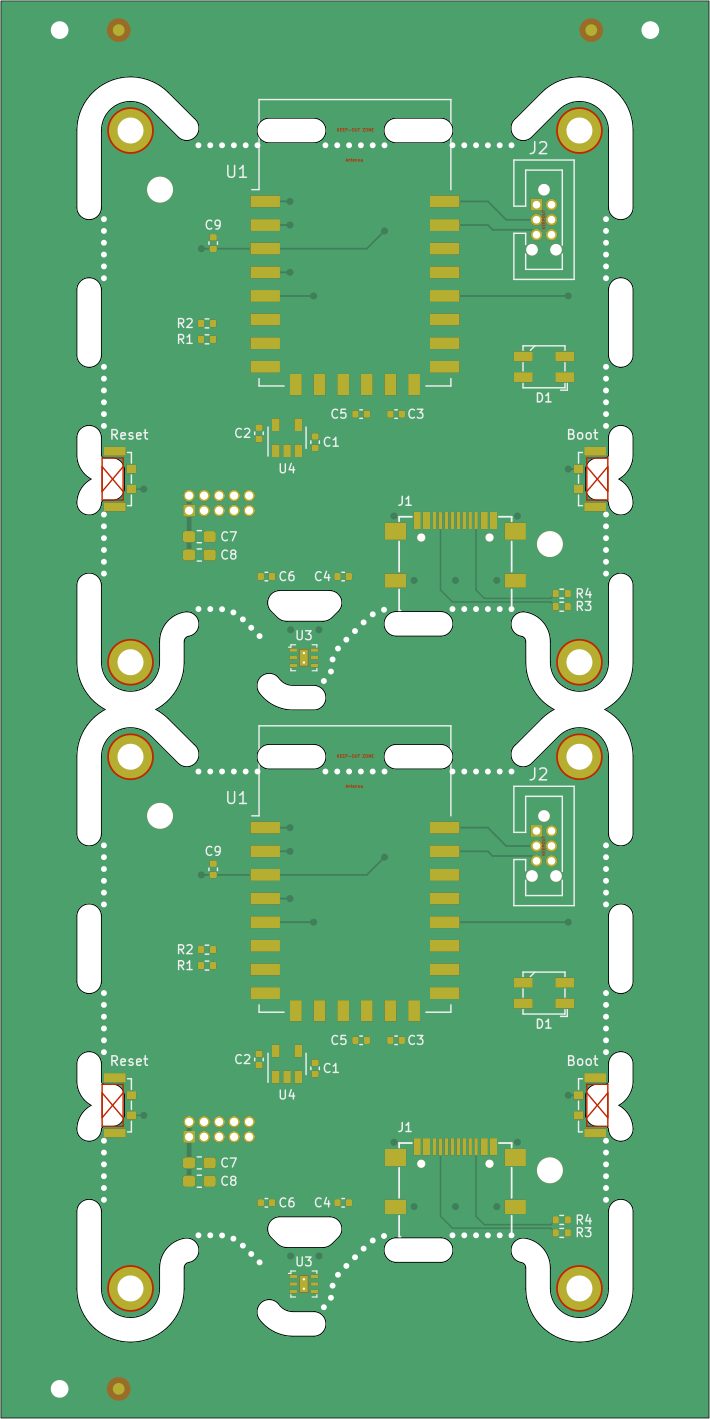 KEEP-OUT ZONE
Antenna
U1
J2
C9
R2
R1
D1
C5
C3
Reset
C2
C1
Boot
U4
J1
C7
C8
C6
C4
R4
R3
U3
KEEP-OUT ZONE
Antenna
U1
J2
C9
R2
R1
D1
C5
C3
Reset
C2
C1
Boot
U4
J1
C7
C8
C6
C4
R4
R3
U3